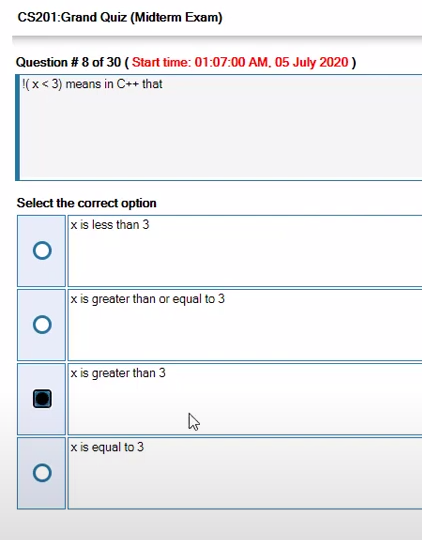 CS201:Grand Quiz (Midterm Exam)
Question # 8 of 30 ( Start time: 01:07:00 AM, 05 July 2020 )
!( x < 3) means in C++ that
Select the correct option
x is less than 3
x is greater than or equal to 3
x is greater than 3
x is equal to 3